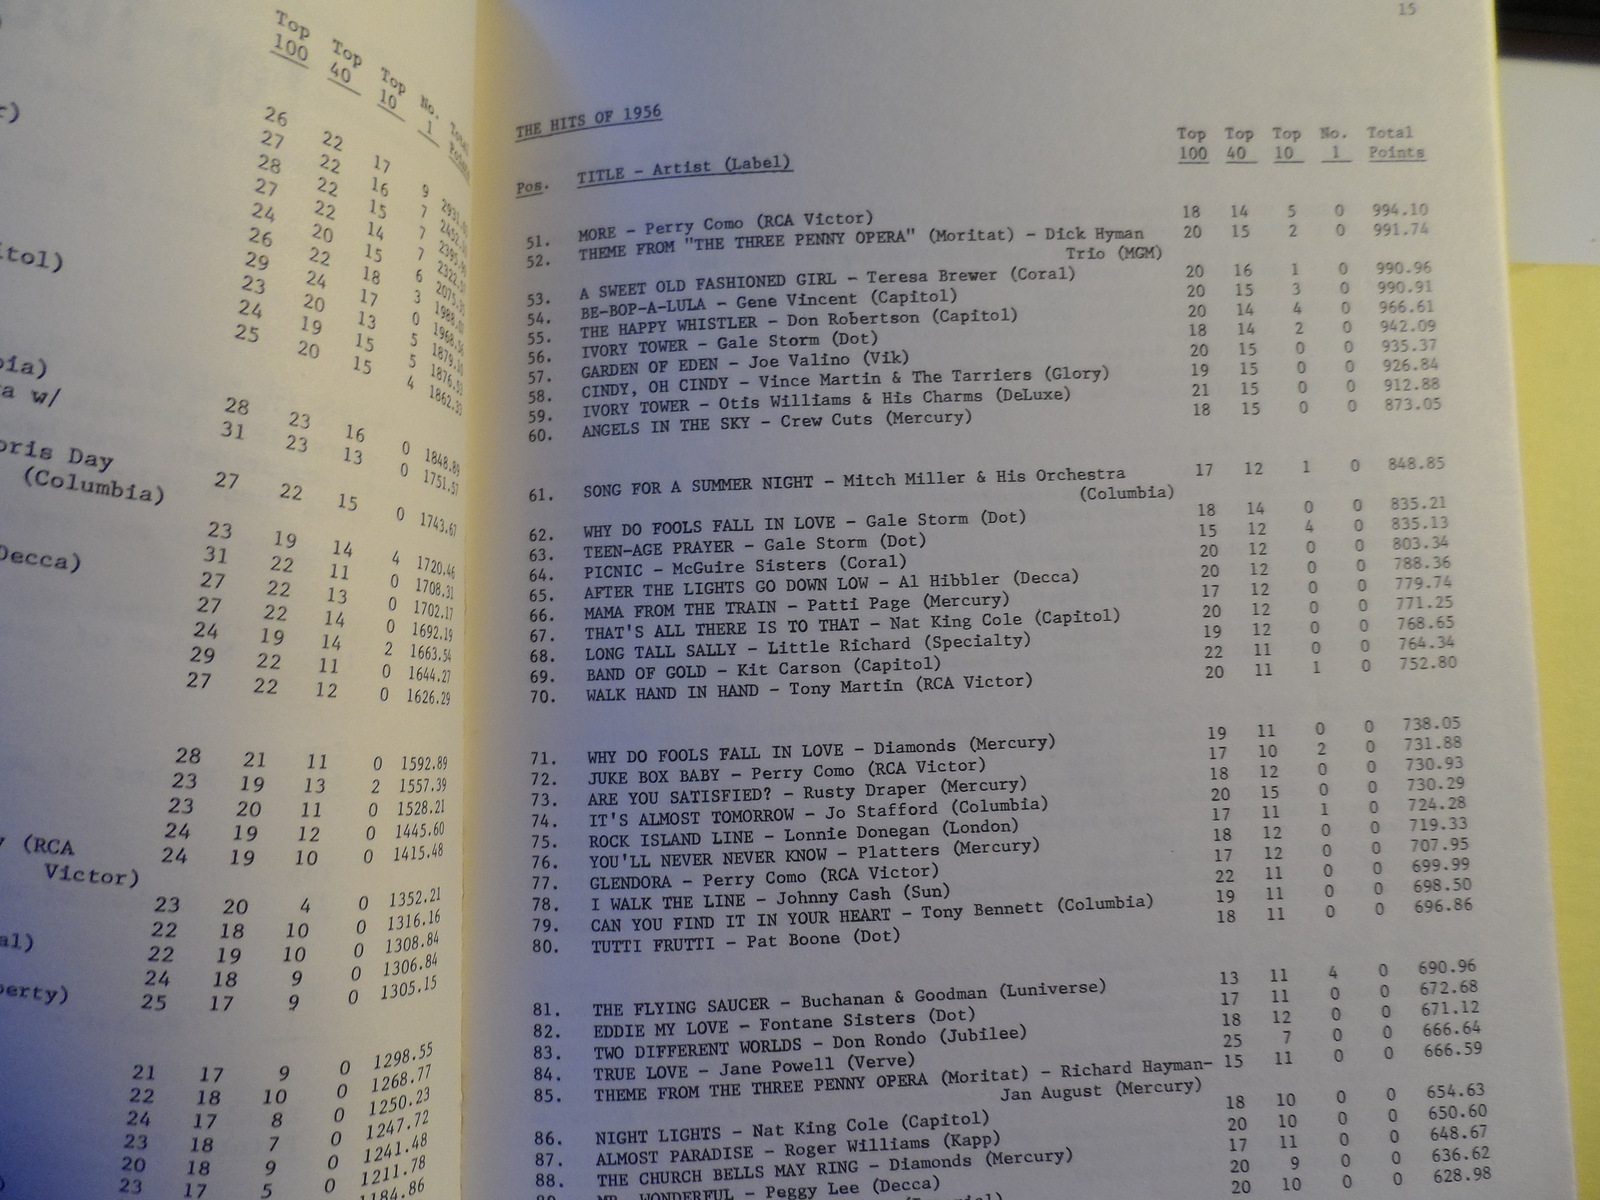 Top Top Top No. Total
100 40 10 1 Points
26 22 17 9
27 22 16 7
28 22 15 7
27 22 14 7
24 20 15 6
26 22 18 3
tol)
29 24 17 0
23 20 13 5
24 19 15 5
25 20 15 4
ia)
a w/
28 23 16 0 1848.89
31 23 13 0 1751.57
oris Day
(Columbia) 27 22 15 0 1743.67
23 19 14 4 1720.46
Decca) 31 22 11 0 1708.31
27 22 13 0 1702.17
27 22 14 0 1692.19
24 19 14 2 1663.54
29 22 11 0 1644.27
27 22 12 0 1626.29
28 21 11 0 1592.89
23 19 13 2 1557.39
23 20 11 0 1528.21
24 19 12 0 1445.60
(RCA 24 19 10 0 1415.48
Victor)
23 20 4 0 1352.21
22 18 10 0 1316.16
al) 22 19 10 0 1308.84
24 18 9 0 1306.84
erty) 25 17 9 0 1305.15
21 17 9 0 1298.55
22 18 10 0 1268.77
24 17 8 0 1250.23
23 18 7 0 1247.72
20 18 9 0 1241.48
23 17 5 0 1211.78
1184.86
15
THE HITS OF 1956
Top Top Top No. Total
Pos. TITLE - Artist (Label) 100 40 10 1 Points
51. MORE - Perry Como (RCA Victor) 18 14 5 0 994.10
52. THEME FROM "THE THREE PENNY OPERA" (Moritat) - Dick Hyman 20 15 2 0 991.74
Trio (MGM)
53. A SWEET OLD FASHIONED GIRL - Teresa Brewer (Coral) 20 16 1 0 990.96
54. BE-BOP-A-LULA - Gene Vincent (Capitol) 20 15 3 0 990.91
55. THE HAPPY WHISTLER - Don Robertson (Capitol) 20 14 4 0 966.61
56. IVORY TOWER - Gale Storm (Dot) 18 14 2 0 942.09
57. GARDEN OF EDEN - Joe Valino (Vik) 20 15 0 0 935.37
58. CINDY, OH CINDY - Vince Martin & The Tarriers (Glory) 19 15 0 0 926.84
59. IVORY TOWER - Otis Williams & His Charms (DeLuxe) 21 15 0 0 912.88
60. ANGELS IN THE SKY - Crew Cuts (Mercury) 18 15 0 0 873.05
61. SONG FOR A SUMMER NIGHT - Mitch Miller & His Orchestra 17 12 1 0 848.85
(Columbia)
62. WHY DO FOOLS FALL IN LOVE - Gale Storm (Dot) 18 14 0 0 835.21
63. TEEN-AGE PRAYER - Gale Storm (Dot) 15 12 4 0 835.13
64. PICNIC - McGuire Sisters (Coral) 20 12 0 0 803.34
65. AFTER THE LIGHTS GO DOWN LOW - Al Hibbler (Decca) 20 12 0 0 788.36
66. MAMA FROM THE TRAIN - Patti Page (Mercury) 17 12 0 0 779.74
67. THAT'S ALL THERE IS TO THAT - Nat King Cole (Capitol) 20 12 0 0 771.25
68. LONG TALL SALLY - Little Richard (Specialty) 19 12 0 0 768.65
69. BAND OF GOLD - Kit Carson (Capitol) 22 11 0 0 764.34
70. WALK HAND IN HAND - Tony Martin (RCA Victor) 20 11 1 0 752.80
71. WHY DO FOOLS FALL IN LOVE - Diamonds (Mercury) 19 11 0 0 738.05
72. JUKE BOX BABY - Perry Como (RCA Victor) 17 10 2 0 731.88
73. ARE YOU SATISFIED? - Rusty Draper (Mercury) 18 12 0 0 730.93
74. IT'S ALMOST TOMORROW - Jo Stafford (Columbia) 20 15 0 0 730.29
75. ROCK ISLAND LINE - Lonnie Donegan (London) 17 11 1 0 724.28
76. YOU'LL NEVER NEVER KNOW - Platters (Mercury) 18 12 0 0 719.33
77. GLENDORA - Perry Como (RCA Victor) 17 12 0 0 707.95
78. I WALK THE LINE - Johnny Cash (Sun) 22 11 0 0 699.99
79. CAN YOU FIND IT IN YOUR HEART - Tony Bennett (Columbia) 19 11 0 0 698.50
80. TUTTI FRUTTI - Pat Boone (Dot) 18 11 0 0 696.86
81. THE FLYING SAUCER - Buchanan & Goodman (Luniverse) 13 11 4 0 690.96
82. EDDIE MY LOVE - Fontane Sisters (Dot) 17 11 0 0 672.68
83. TWO DIFFERENT WORLDS - Don Rondo (Jubilee) 18 12 0 0 671.12
84. TRUE LOVE - Jane Powell (Verve) 25 7 0 0 666.64
85. THEME FROM THE THREE PENNY OPERA (Moritat) - Richard Hayman- 15 11 0 0 666.59
Jan August (Mercury)
86. NIGHT LIGHTS - Nat King Cole (Capitol) 18 10 0 0 654.63
87. ALMOST PARADISE - Roger Williams (Kapp) 20 10 0 0 650.60
88. THE CHURCH BELLS MAY RING - Diamonds (Mercury) 17 11 0 0 648.67
89. MR. WONDERFUL - Peggy Lee (Decca) 20 9 0 0 636.62
20 10 0 0 628.98